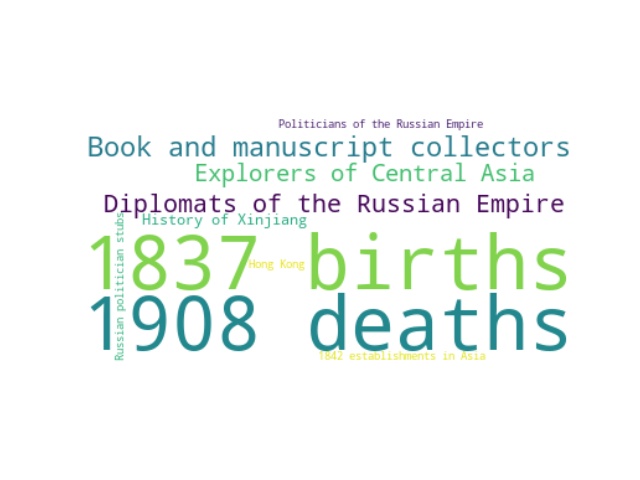 Politicians of the Russian Empire
Book and manuscript collectors
Explorers of Central Asia
Diplomats of the Russian Empire
History of Xinjiang
Russian politician stubs
1837 births
Hong Kong
1908 deaths
1842 establishments in Asia